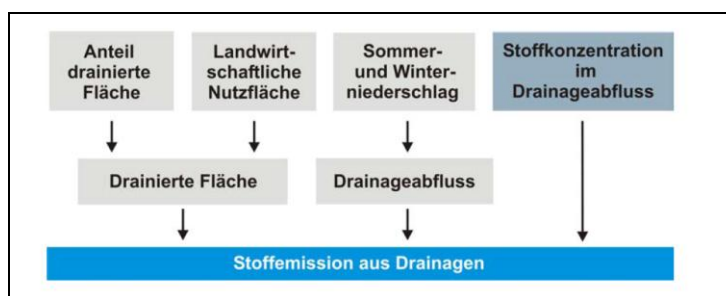 Anteil
drainierte
Fläche
Landwirt-
schaftliche
Nutzfläche
Sommer-
und Winter-
niederschlag
Stoffkonzentration
im
Drainageabfluss
Drainierte Fläche
Drainageabfluss
Stoffemission aus Drainagen